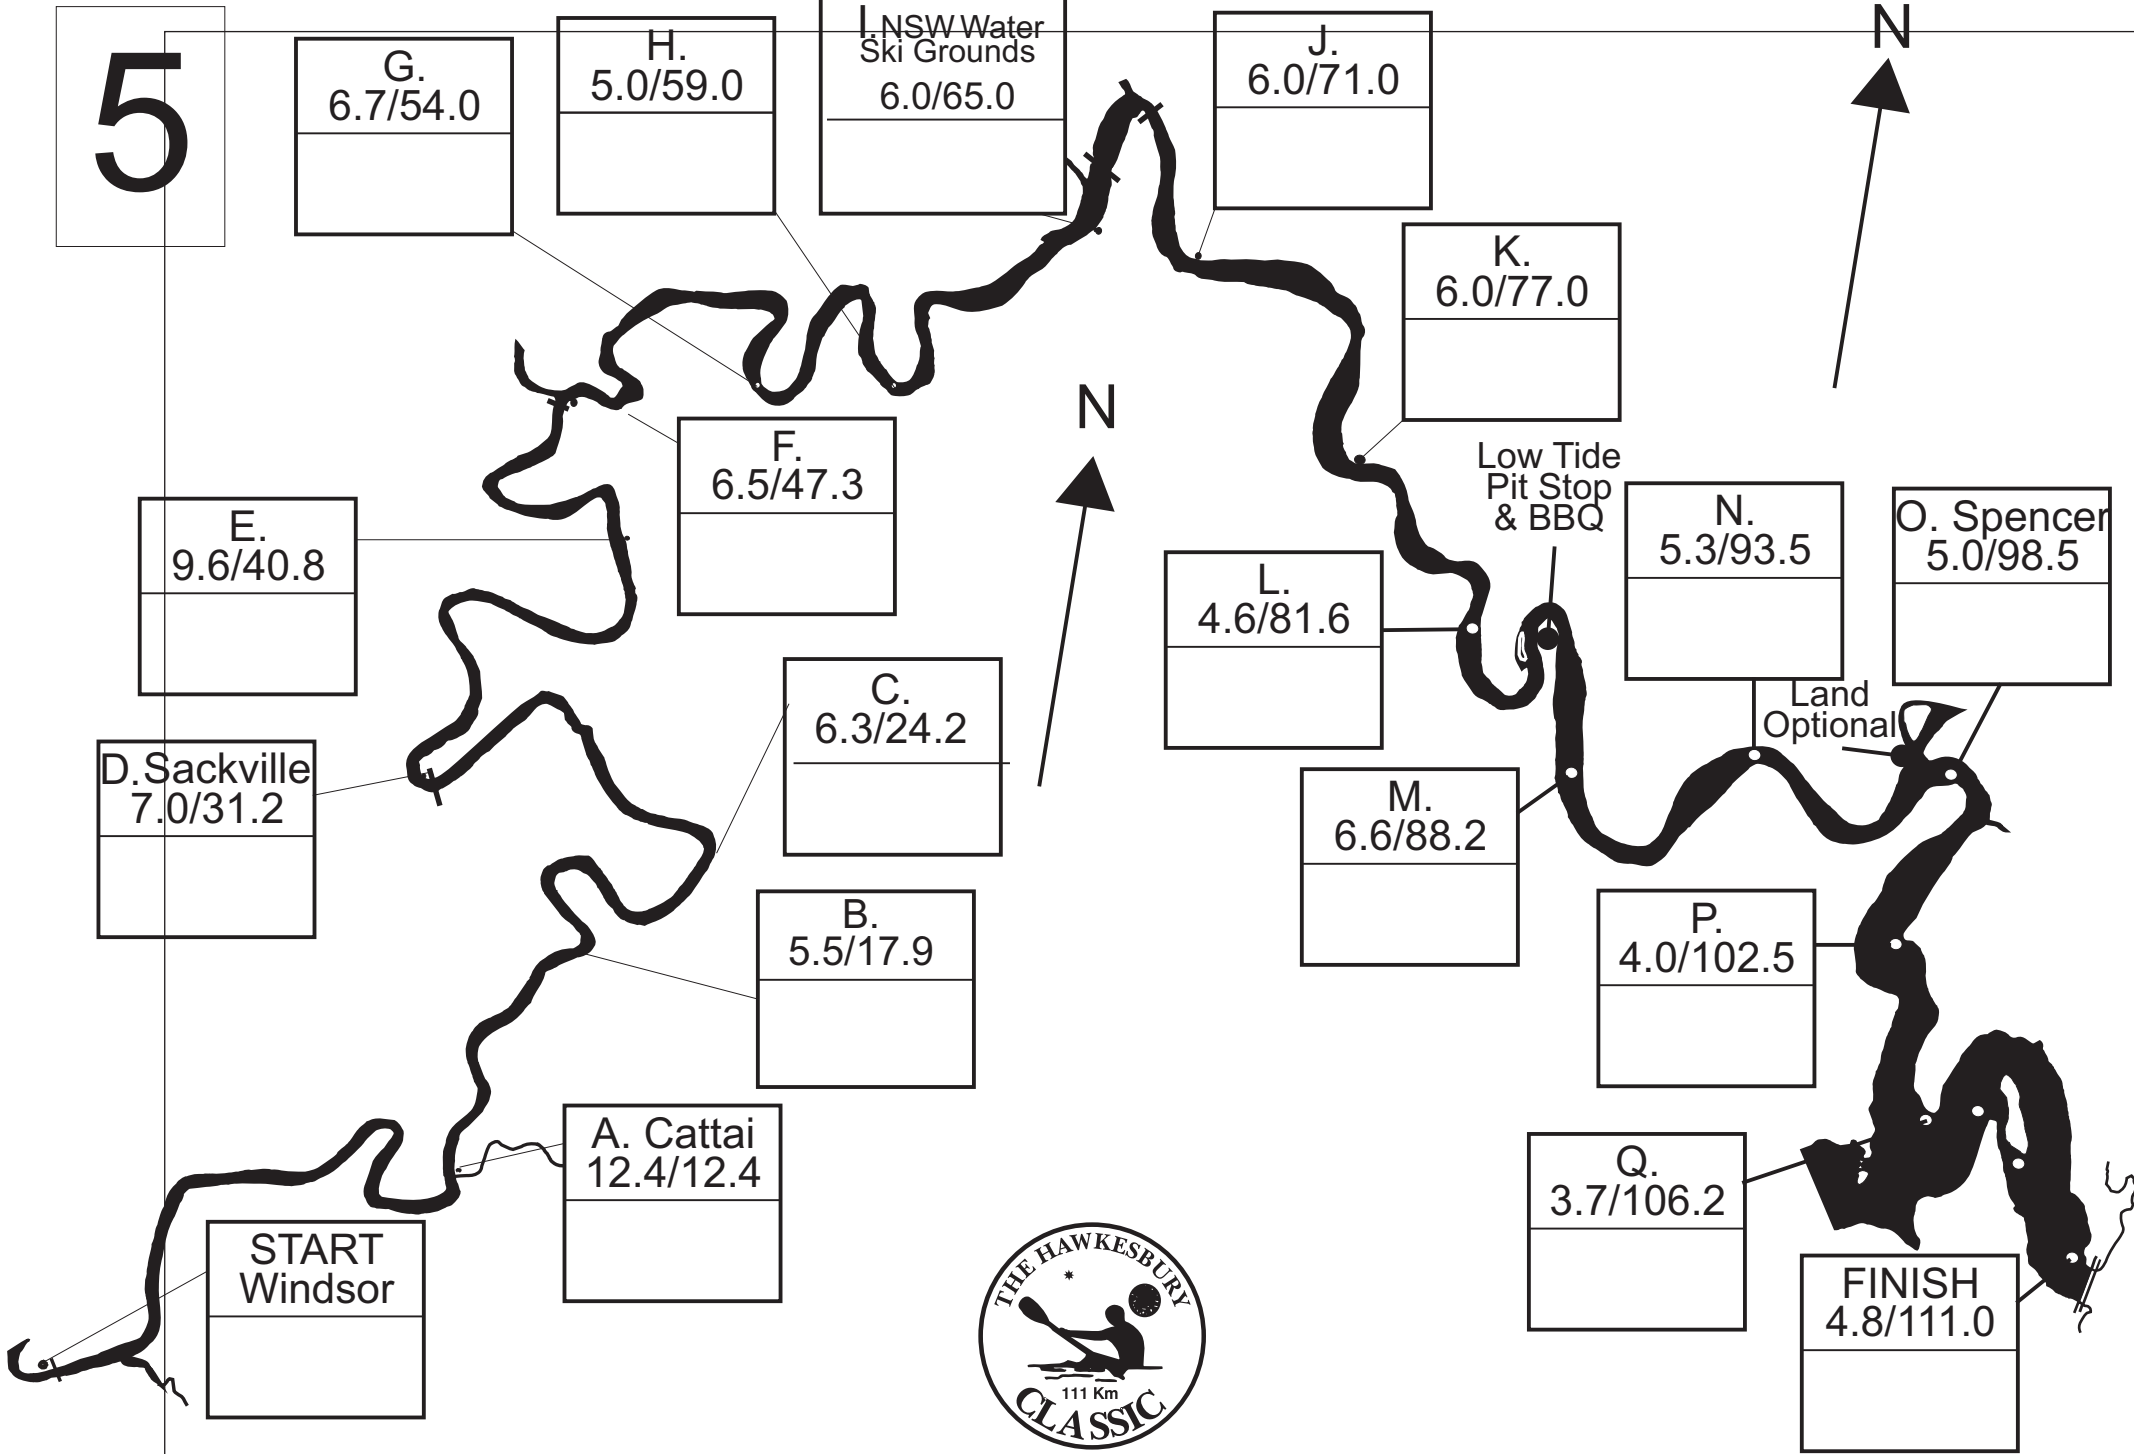 5
G.
6.7/54.0
H.
5.0/59.0
I. NSW Water
Ski Grounds
6.0/65.0
J.
6.0/71.0
N
K.
6.0/77.0
N
F.
6.5/47.3
E.
9.6/40.8
Low Tide
Pit Stop
& BBQ
L.
4.6/81.6
N.
5.3/93.5
O. Spencer
5.0/98.5
Land
Optional
C.
6.3/24.2
D.Sackville
7.0/31.2
M.
6.6/88.2
B.
5.5/17.9
P.
4.0/102.5
A. Cattai
12.4/12.4
Q.
3.7/106.2
START
Windsor
FINISH
4.8/111.0
THE HAWKESBURY
111 Km
CLASSIC